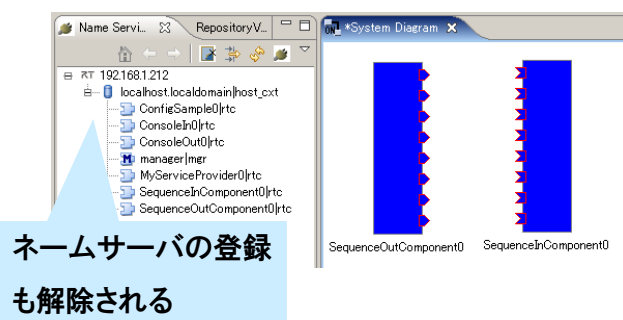 Name Servi...
RepositoryV...
*System Diagram
ON
RT 192.168.1.212
localhost.localdomain|host_cxt
ConfigSample0|rtc
ConsoleIn0|rtc
ConsoleOut0|rtc
manager|mgr
MyServiceProvider0|rtc
SequenceInComponent0|rtc
SequenceOutComponent0|rtc
SequenceOutComponent0
SequenceInComponent0
ネームサーバの登録
も解除される